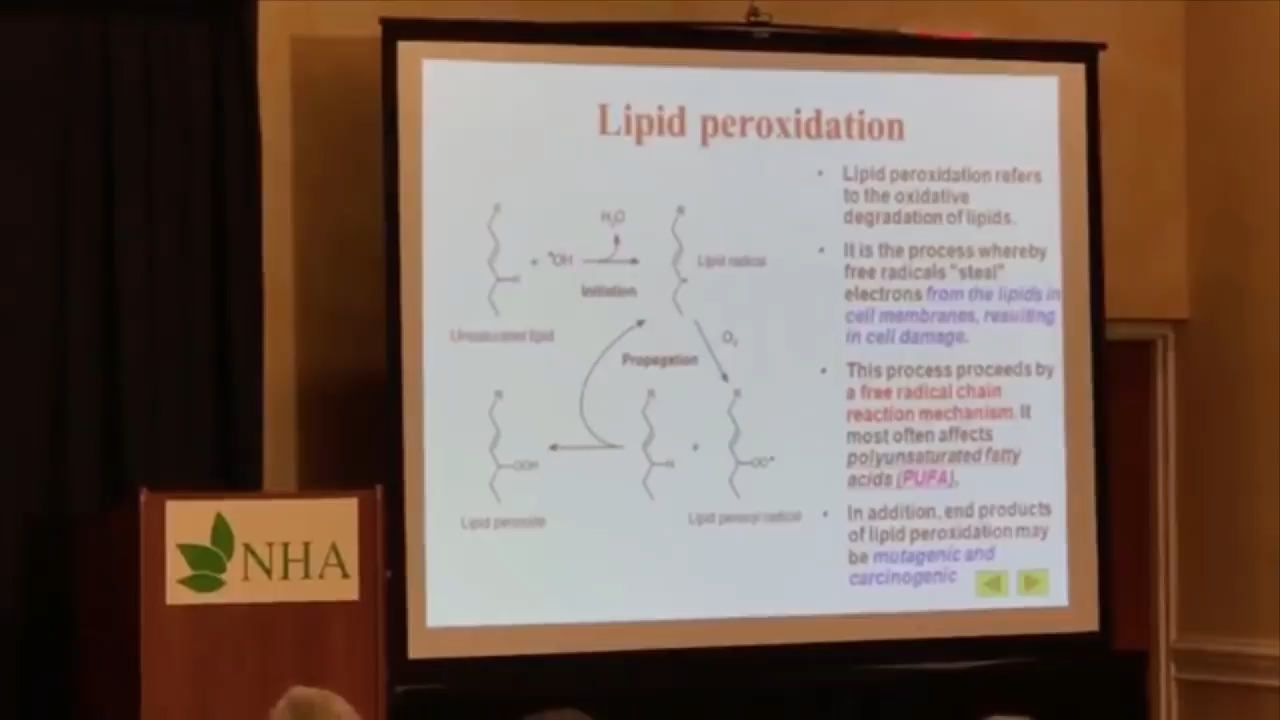 Lipid peroxidation
• Lipid peroxidation refers
to the oxidative
degradation of lipids.
• It is the process whereby
free radicals "steal"
electrons from the lipids in
cell membranes, resulting
in cell damage.
• This process proceeds by
a free radical chain
reaction mechanism. It
most often affects
polyunsaturated fatty
acids (PUFA).
• In addition, end products
of lipid peroxidation may
be mutagenic and
carcinogenic
R
H₂O
R
+ •OH
Lipid radical
Initiation
Unsaturated lipid
O₂
Propagation
R
R
R
OOH
H
+
OO•
Lipid peroxide
Lipid peroxyl radical
NHA